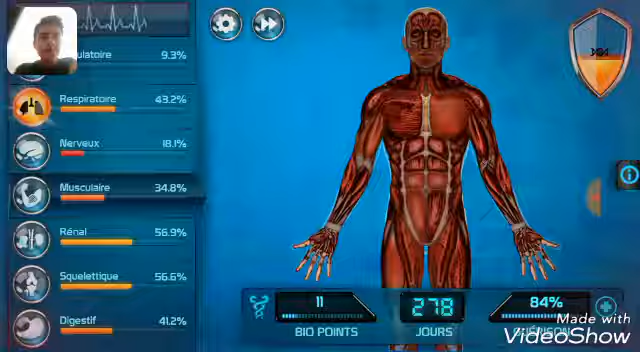 ulatoire 9.3%
Respiratoire 43.2%
Nerveux 18.1%
Musculaire 34.8%
Rénal 56.9%
Squelettique 56.6%
Digestif 41.2%
11
BIO POINTS
278
JOURS
84%
Made with
VideoShow